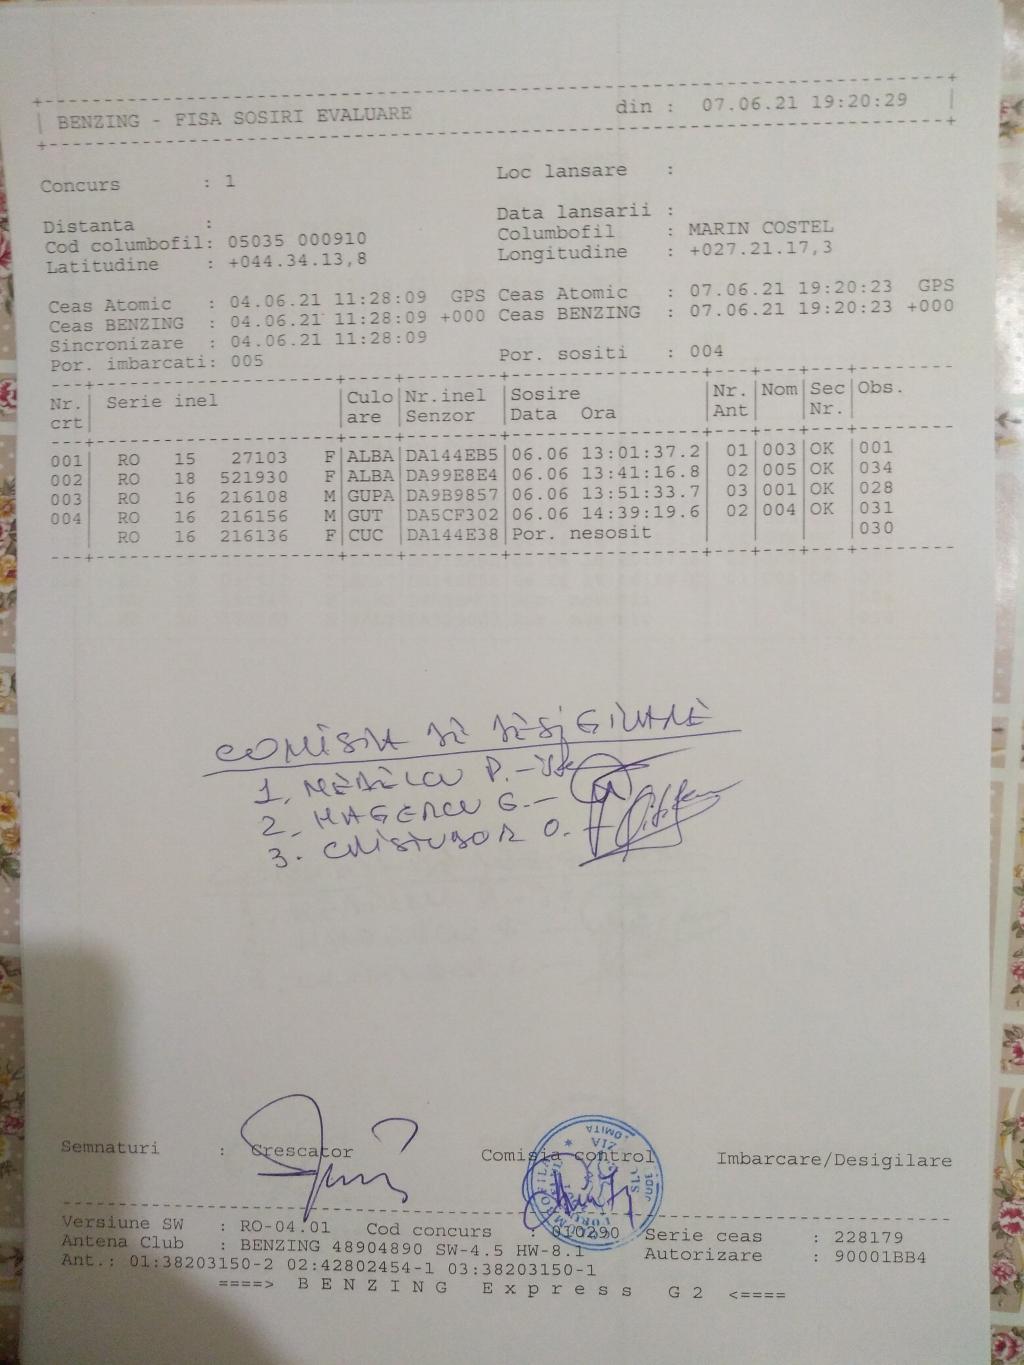 BENZING - FISA SOSIRI EVALUARE din : 07.06.21 19:20:29
Concurs : 1 Loc lansare :
Distanta : Data lansarii :
Cod columbofil: 05035 000910 Columbofil : MARIN COSTEL
Latitudine : +044.34.13,8 Longitudine : +027.21.17,3
Ceas Atomic : 04.06.21 11:28:09 GPS Ceas Atomic : 07.06.21 19:20:23 GPS
Ceas BENZING : 04.06.21 11:28:09 +000 Ceas BENZING : 07.06.21 19:20:23 +000
Sincronizare : 04.06.21 11:28:09
Por. imbarcati: 005 Por. sositi : 004
Nr. Serie inel Culo Nr.inel Sosire Nr. Nom Sec Obs.
crt are Senzor Data Ora Ant Nr.
001 RO 15 27103 F ALBA DA144EB5 06.06 13:01:37.2 01 003 OK 001
002 RO 18 521930 F ALBA DA99E8E4 06.06 13:41:16.8 02 005 OK 034
003 RO 16 216108 M GUPA DA9B9857 06.06 13:51:33.7 03 001 OK 028
004 RO 16 216156 M GUT DA5CF302 06.06 14:39:19.6 02 004 OK 031
RO 16 216136 F CUC DA144E38 Por. nesosit 030
COMISIA DE DESIGILARE
1. NEDELCU P.
2. MAGEARU G.
3. CRISTUDOR O.
Semnaturi : Crescator Comisia control Imbarcare/Desigilare
Versiune SW : RO-04.01 Cod concurs : 010290 Serie ceas : 228179
Antena Club : BENZING 48904890 SW-4.5 HW-8.1 Autorizare : 90001BB4
Ant.: 01:38203150-2 02:42802454-1 03:38203150-1
====> B E N Z I N G E x p r e s s G 2 <====